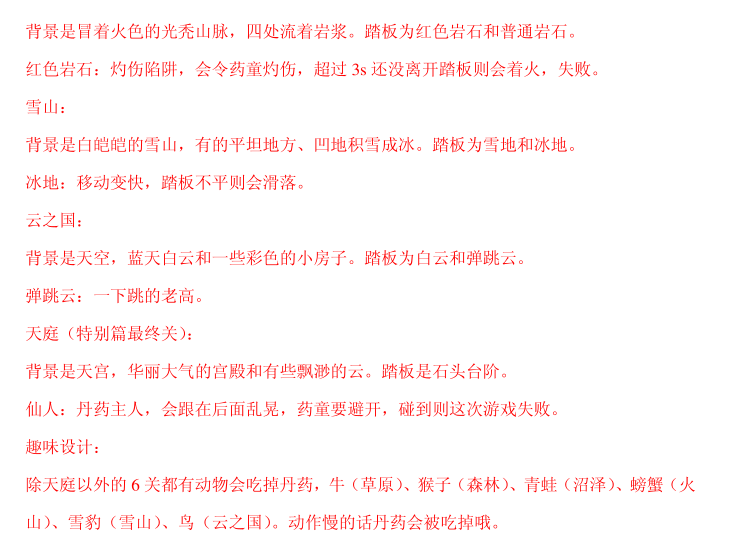 背景是冒着火色的光秃山脉，四处流着岩浆。踏板为红色岩石和普通岩石。
红色岩石：灼伤陷阱，会令药童灼伤，超过 3s 还没离开踏板则会着火，失败。
雪山：
背景是白皑皑的雪山，有的平坦地方、凹地积雪成冰。踏板为雪地和冰地。
冰地：移动变快，踏板不平则会滑落。
云之国：
背景是天空，蓝天白云和一些彩色的小房子。踏板为白云和弹跳云。
弹跳云：一下跳的老高。
天庭（特别篇最终关）：
背景是天宫，华丽大气的宫殿和有些飘渺的云。踏板是石头台阶。
仙人：丹药主人，会跟在后面乱晃，药童要避开，碰到则这次游戏失败。
趣味设计：
除天庭以外的 6 关都有动物会吃掉丹药，牛（草原）、猴子（森林）、青蛙（沼泽）、螃蟹（火
山）、雪豹（雪山）、鸟（云之国）。动作慢的话丹药会被吃掉哦。